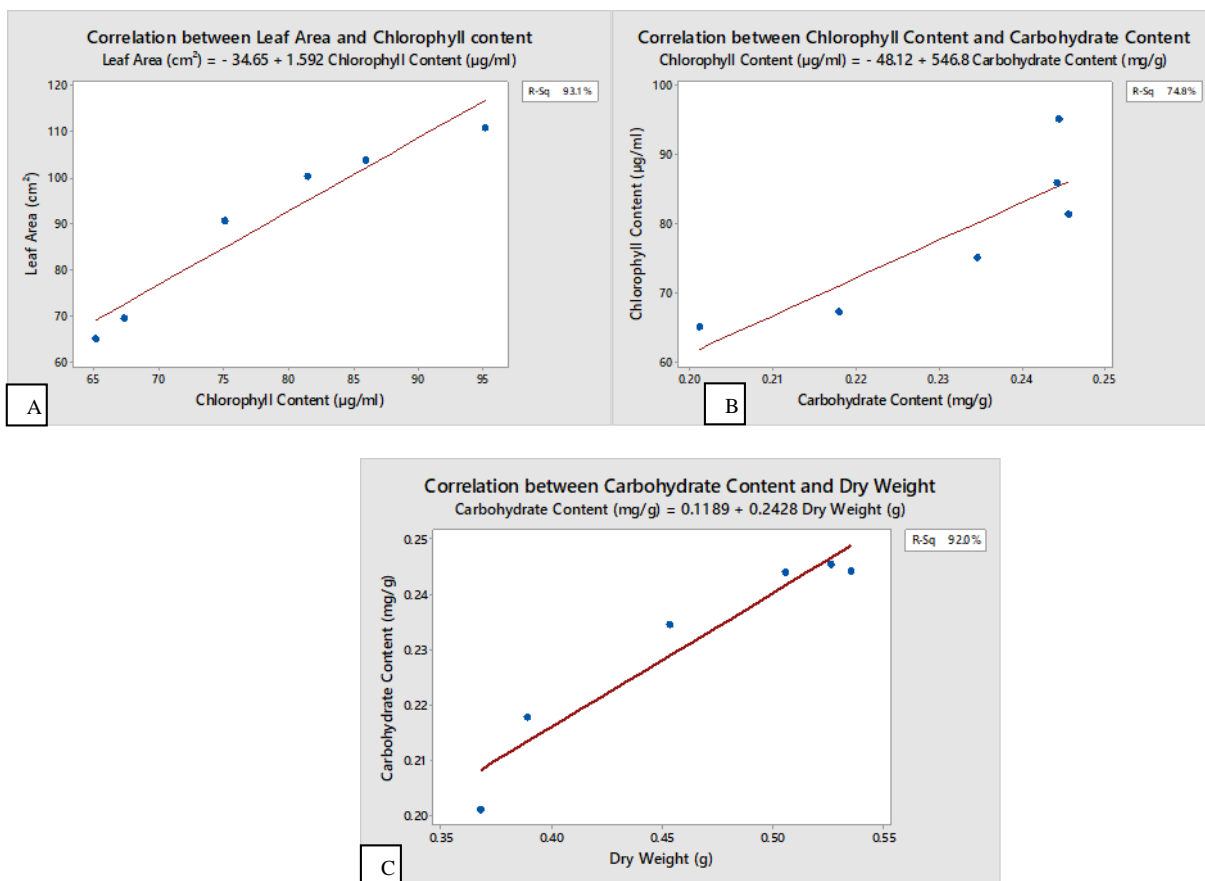 Correlation between Leaf Area and Chlorophyll content
Leaf Area (cm²) = - 34.65 + 1.592 Chlorophyll Content (µg/ml)
R-Sq 93.1%
120
110
100
90
80
70
60
Leaf Area (cm²)
65 70 75 80 85 90 95
Chlorophyll Content (µg/ml)
A
Correlation between Chlorophyll Content and Carbohydrate Content
Chlorophyll Content (µg/ml) = - 48.12 + 546.8 Carbohydrate Content (mg/g)
R-Sq 74.8%
100
90
80
70
60
Chlorophyll Content (µg/ml)
0.20 0.21 0.22 0.23 0.24 0.25
Carbohydrate Content (mg/g)
B
Correlation between Carbohydrate Content and Dry Weight
Carbohydrate Content (mg/g) = 0.1189 + 0.2428 Dry Weight (g)
R-Sq 92.0%
0.25
0.24
0.23
0.22
0.21
0.20
Carbohydrate Content (mg/g)
0.35 0.40 0.45 0.50 0.55
Dry Weight (g)
C